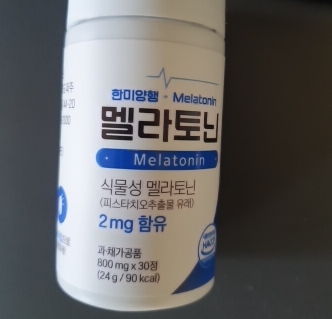 한미양행 · Melatonin
멜라토닌
· Melatonin ·
식물성 멜라토닌
(피스타치오추출물 유래)
2mg 함유
과·채가공품
800 mg x 30정
(24 g / 90 kcal)